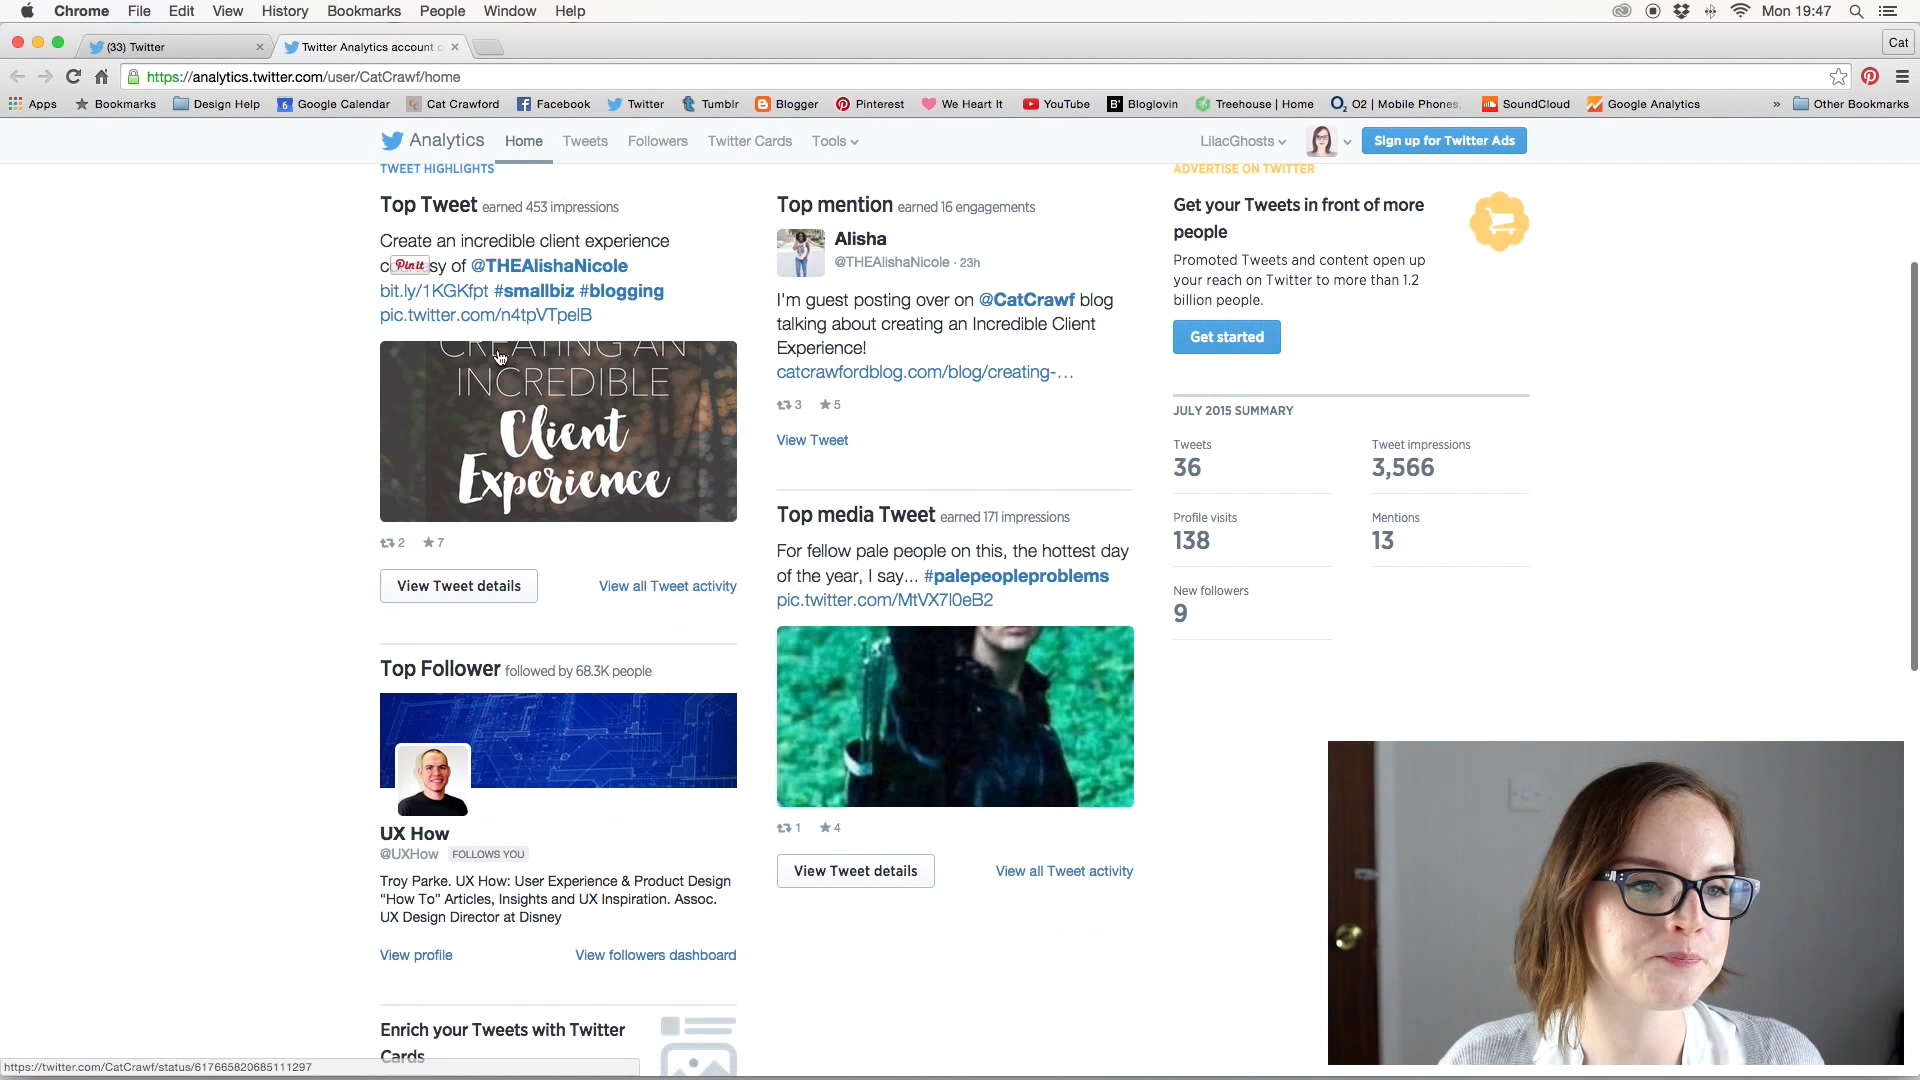 Chrome File Edit View History Bookmarks People Window Help
Mon 19:47
(33) Twitter
Twitter Analytics account o
Cat
https://analytics.twitter.com/user/CatCrawf/home
Apps Bookmarks Design Help 6 Google Calendar Cat Crawford Facebook Twitter Tumblr Blogger Pinterest We Heart It YouTube Bloglovin Treehouse | Home O2 | Mobile Phones, SoundCloud Google Analytics » Other Bookmarks
Analytics Home Tweets Followers Twitter Cards Tools LilacGhosts Sign up for Twitter Ads
TWEET HIGHLIGHTS
Top Tweet earned 453 impressions
Create an incredible client experience
c Pin it sy of @THEAlishaNicole
bit.ly/1KGKfpt #smallbiz #blogging
pic.twitter.com/n4tpVTpelB
CREATING AN
INCREDIBLE
Client
Experience
2 7
View Tweet details View all Tweet activity
Top Follower followed by 68.3K people
UX How
@UXHow FOLLOWS YOU
Troy Parke. UX How: User Experience & Product Design
“How To” Articles, Insights and UX Inspiration. Assoc.
UX Design Director at Disney
View profile View followers dashboard
Enrich your Tweets with Twitter
Cards
Top mention earned 16 engagements
Alisha
@THEAlishaNicole · 23h
I'm guest posting over on @CatCrawf blog
talking about creating an Incredible Client
Experience!
catcrawfordblog.com/blog/creating-…
3 5
View Tweet
Top media Tweet earned 171 impressions
For fellow pale people on this, the hottest day
of the year, I say... #palepeopleproblems
pic.twitter.com/MtVX7l0eB2
1 4
View Tweet details View all Tweet activity
ADVERTISE ON TWITTER
Get your Tweets in front of more
people
Promoted Tweets and content open up
your reach on Twitter to more than 1.2
billion people.
Get started
JULY 2015 SUMMARY
Tweets Tweet impressions
36 3,566
Profile visits Mentions
138 13
New followers
9
https://twitter.com/CatCrawf/status/617665820685111297